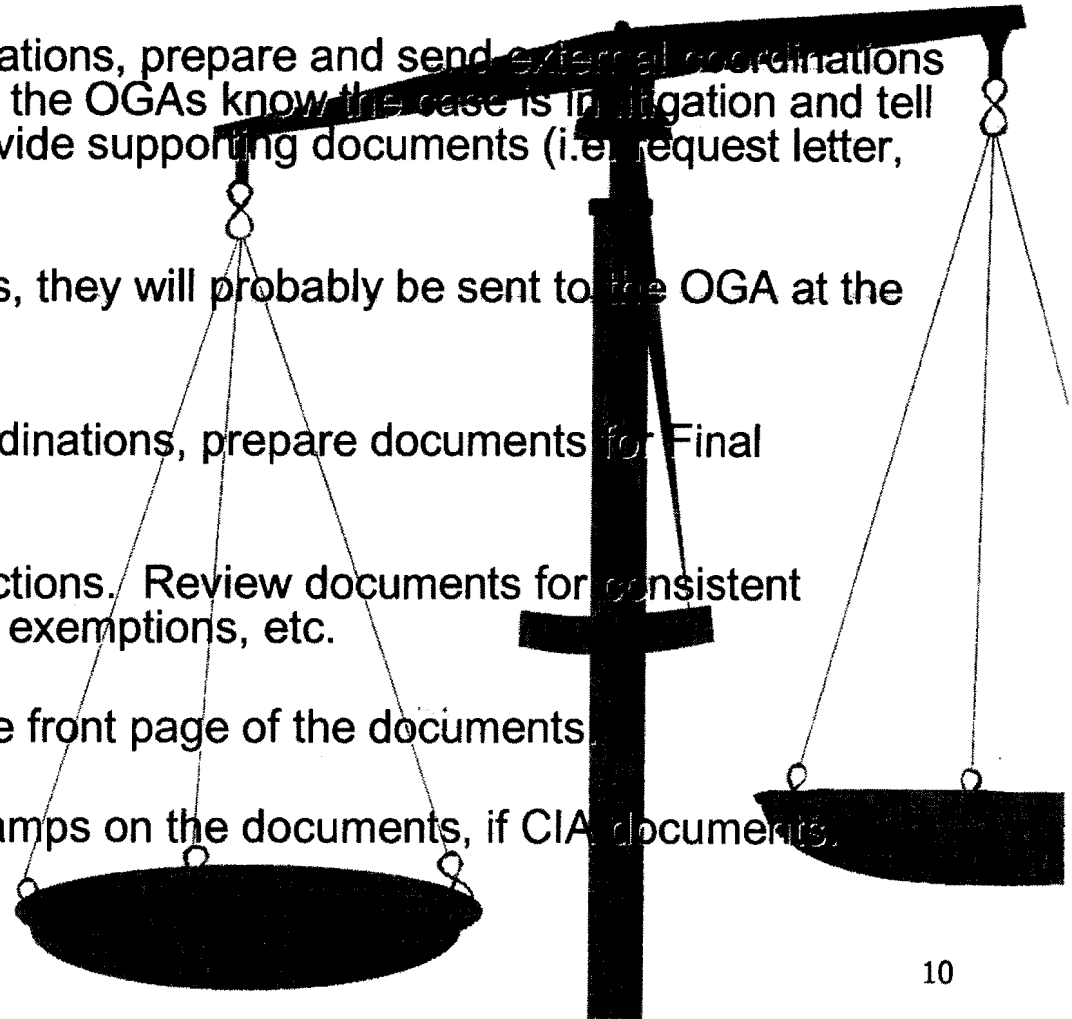 ations, prepare and send external coordinations
the OGAs know the case is in litigation and tell
vide supporting documents (i.e. request letter,
s, they will probably be sent to the OGA at the
dinations, prepare documents for Final
ctions. Review documents for consistent
exemptions, etc.
e front page of the documents
amps on the documents, if CIA documents.
10